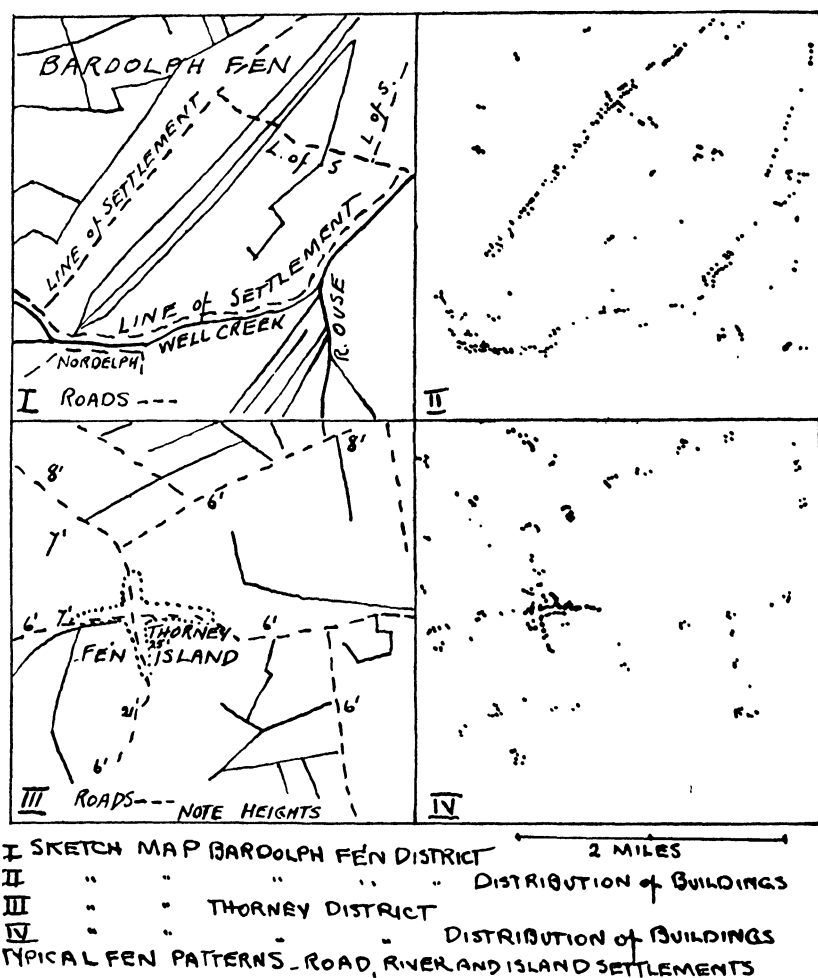 BARDOLPH FEN
LINE of SETTLEMENT
L. of S
L of S.
LINE of SETTLEMENT
WELL CREEK
R. OUSE
NORDELPH
I ROADS ---
II
8'
8'
6'
7'
6' 7' 6'
THORNEY
25'
FEN ISLAND
2'
6'
6'
III ROADS---
NOTE HEIGHTS
IV
2 MILES
I SKETCH MAP BARDOLPH FEN DISTRICT
II " " " " " DISTRIBUTION of BUILDINGS
III " " THORNEY DISTRICT
IV " " " " DISTRIBUTION of BUILDINGS
TYPICAL FEN PATTERNS - ROAD, RIVER AND ISLAND SETTLEMENTS